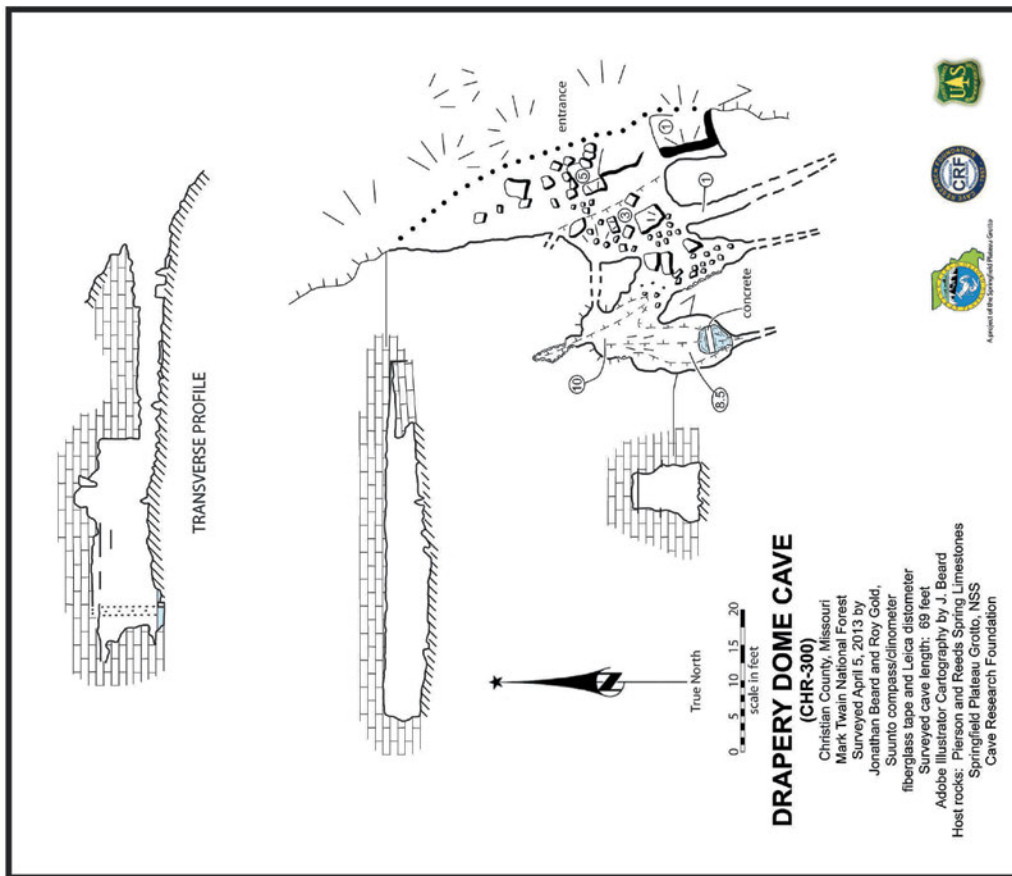 TRANSVERSE PROFILE
entrance
1
5
3
1
concrete
10
8.5
True North
N
0 5 10 15 20
scale in feet
DRAPERY DOME CAVE
(CHR-300)
Christian County, Missouri
Mark Twain National Forest
Surveyed April 5, 2013 by
Jonathan Beard and Roy Gold,
Suunto compass/clinometer
fiberglass tape and Leica distometer
Surveyed cave length: 69 feet
Adobe Illustrator Cartography by J. Beard
Host rocks: Pierson and Reeds Spring Limestones
Springfield Plateau Grotto, NSS
Cave Research Foundation
A project of the Springfield Plateau Grotto
CAVE RESEARCH FOUNDATION
CRF
US